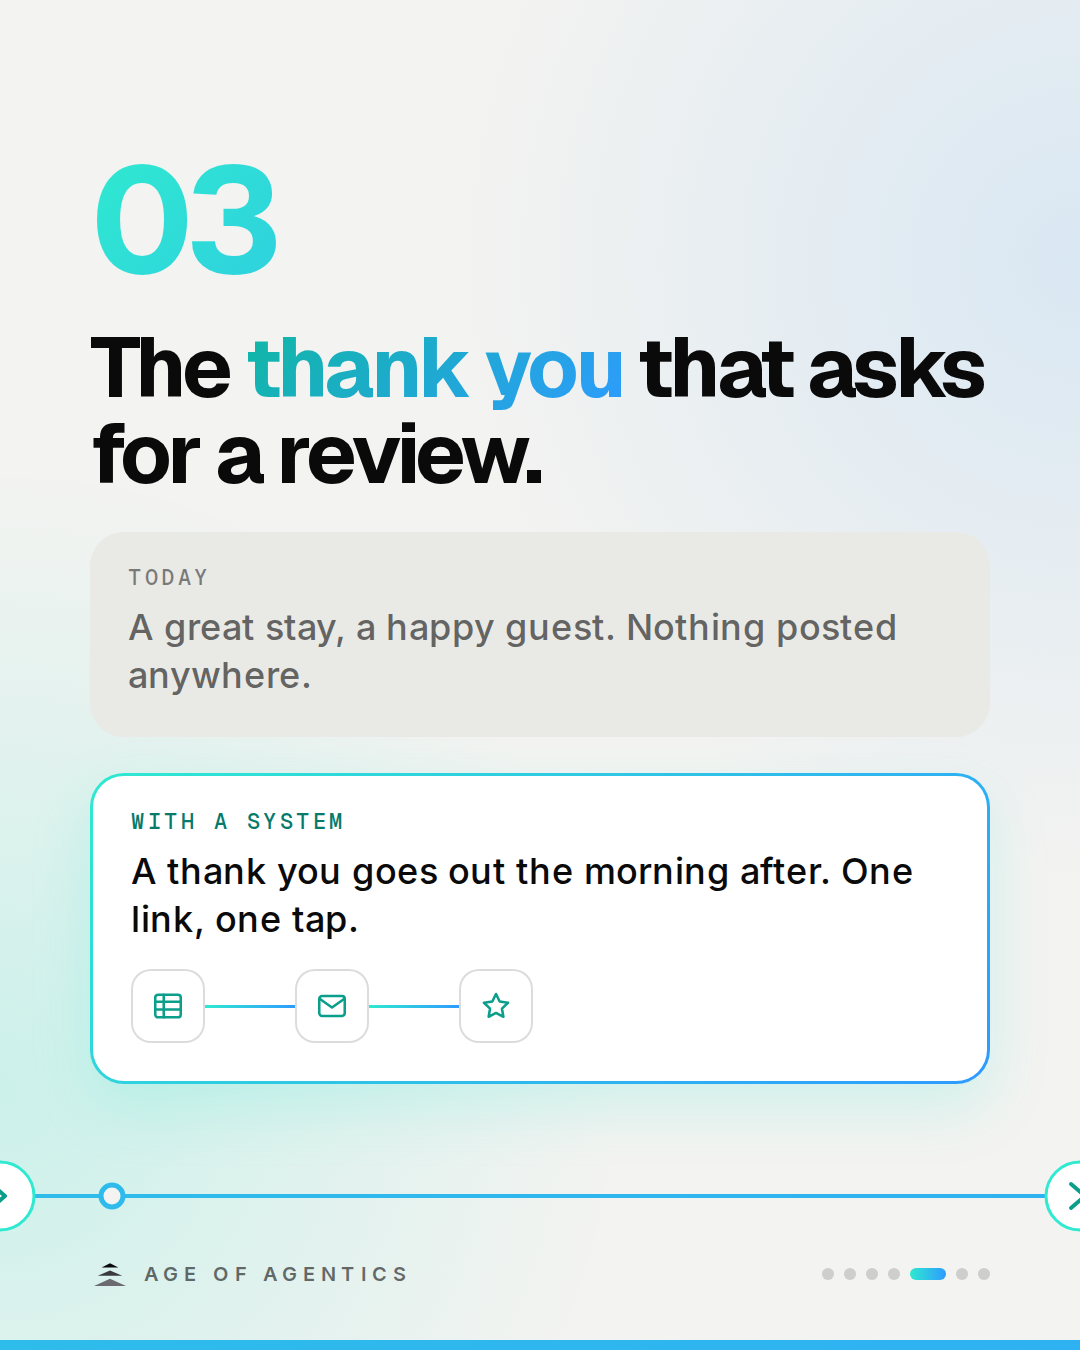 03
The thank you that asks
for a review.
TODAY
A great stay, a happy guest. Nothing posted
anywhere.
WITH A SYSTEM
A thank you goes out the morning after. One
link, one tap.
AGE OF AGENTICS